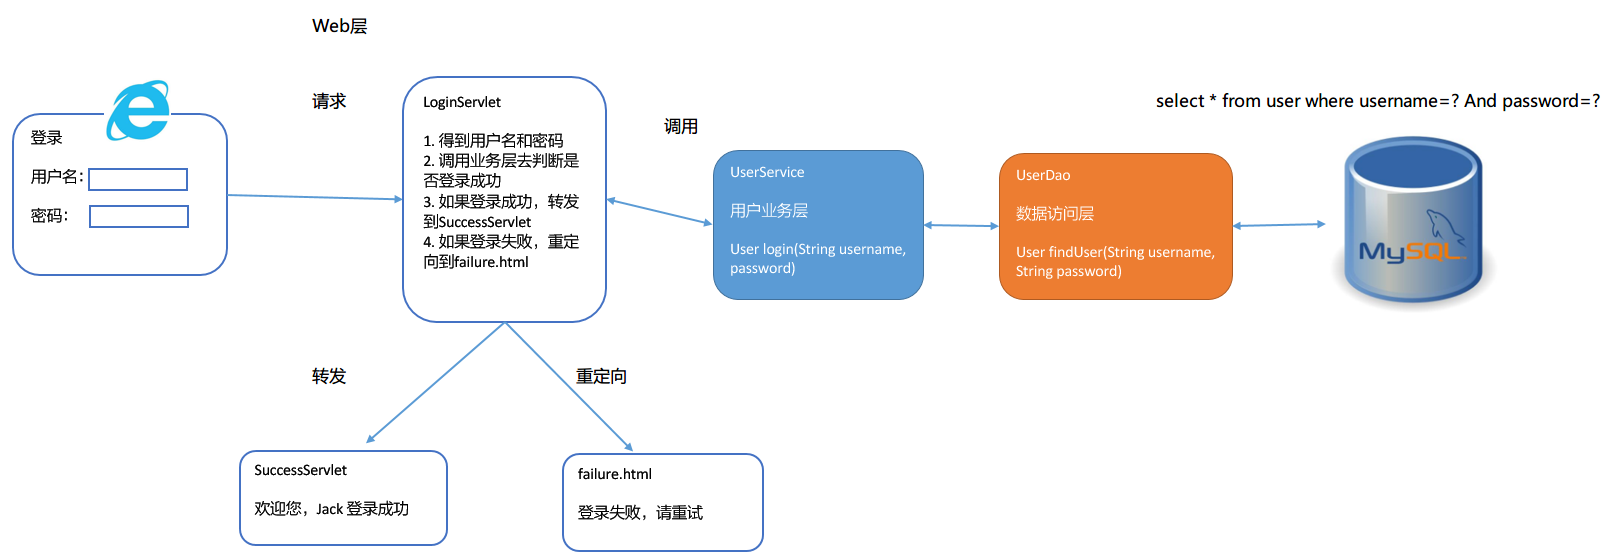 Web层
请求
登录
用户名：
密码：
LoginServlet
1. 得到用户名和密码
2. 调用业务层去判断是
否登录成功
3. 如果登录成功，转发
到SuccessServlet
4. 如果登录失败，重定
向到failure.html
调用
UserService
用户业务层
User login(String username,
password)
UserDao
数据访问层
User findUser(String username,
String password)
select * from user where username=? And password=?
MySQL
转发
重定向
SuccessServlet
欢迎您，Jack 登录成功
failure.html
登录失败，请重试